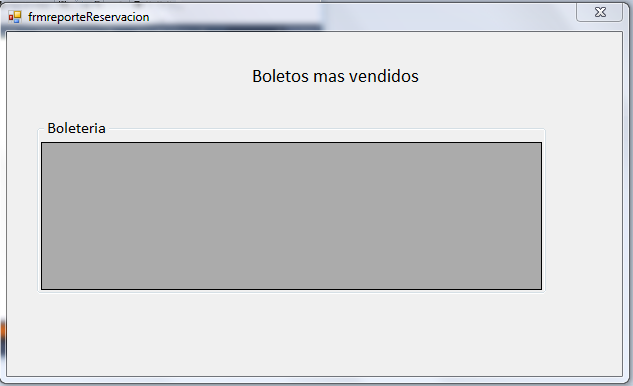 frmreporteReservacion
Boletos mas vendidos
Boleteria